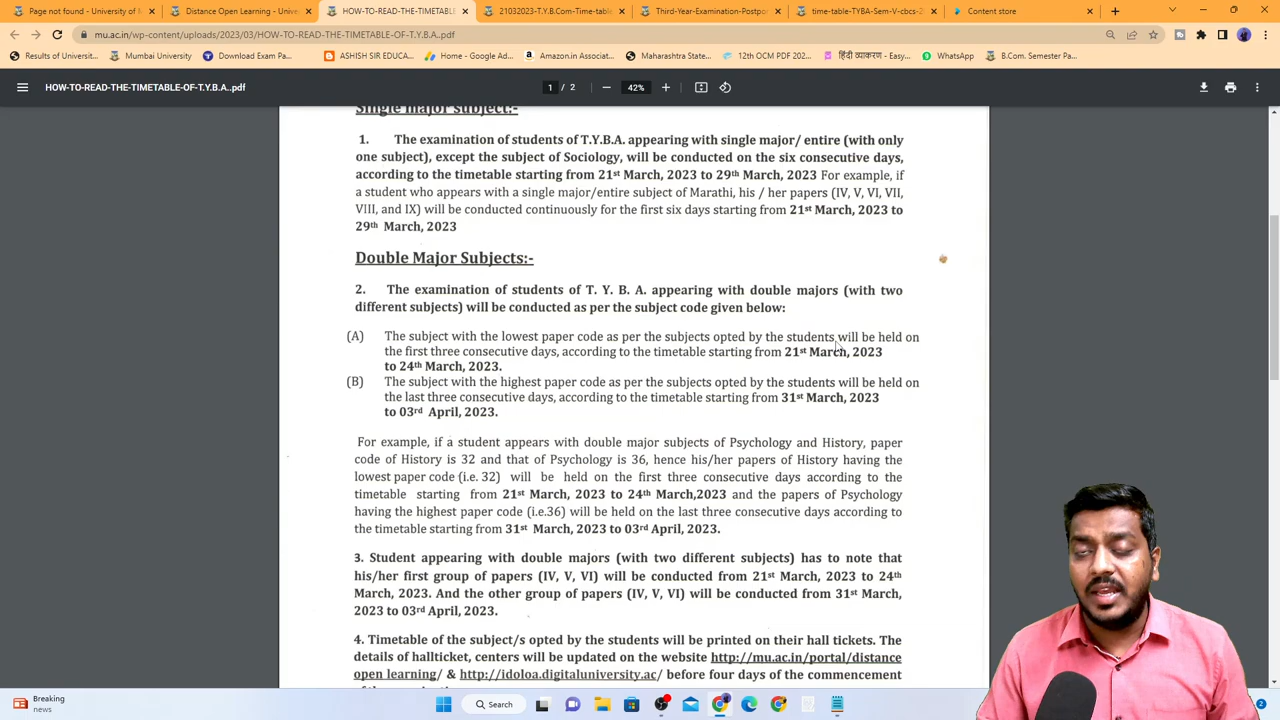 Page not found - University of M
Distance Open Learning - Unive
HOW-TO-READ-THE-TIMETABLE
21032023-T.Y.B.Com-Time-table
Third-Year-Examination-Postpor
time-table-TYBA-Sem-V-cbcs-2
Content store
mu.ac.in/wp-content/uploads/2023/03/HOW-TO-READ-THE-TIMETABLE-OF-T.Y.B.A..pdf
Results of Universit...
Mumbai University
Download Exam Pa...
ASHISH SIR EDUCA...
Home - Google Ad...
Amazon.in Associat...
Maharashtra State...
12th OCM PDF 202...
हिंदी व्याकरण - Easy...
WhatsApp
B.Com. Semester Pa...
HOW-TO-READ-THE-TIMETABLE-OF-T.Y.B.A..pdf
1 / 2
42%
Single major subject:-
1. The examination of students of T.Y.B.A. appearing with single major/ entire (with only
one subject), except the subject of Sociology, will be conducted on the six consecutive days,
according to the timetable starting from 21st March, 2023 to 29th March, 2023 For example, if
a student who appears with a single major/entire subject of Marathi, his / her papers (IV, V, VI, VII,
VIII, and IX) will be conducted continuously for the first six days starting from 21st March, 2023 to
29th March, 2023
Double Major Subjects:-
2. The examination of students of T. Y. B. A. appearing with double majors (with two
different subjects) will be conducted as per the subject code given below:
(A) The subject with the lowest paper code as per the subjects opted by the students will be held on
the first three consecutive days, according to the timetable starting from 21st March, 2023
to 24th March, 2023.
(B) The subject with the highest paper code as per the subjects opted by the students will be held on
the last three consecutive days, according to the timetable starting from 31st March, 2023
to 03rd April, 2023.
For example, if a student appears with double major subjects of Psychology and History, paper
code of History is 32 and that of Psychology is 36, hence his/her papers of History having the
lowest paper code (i.e. 32) will be held on the first three consecutive days according to the
timetable starting from 21st March, 2023 to 24th March,2023 and the papers of Psychology
having the highest paper code (i.e.36) will be held on the last three consecutive days according to
the timetable starting from 31st March, 2023 to 03rd April, 2023.
3. Student appearing with double majors (with two different subjects) has to note that
his/her first group of papers (IV, V, VI) will be conducted from 21st March, 2023 to 24th
March, 2023. And the other group of papers (IV, V, VI) will be conducted from 31st March,
2023 to 03rd April, 2023.
4. Timetable of the subject/s opted by the students will be printed on their hall tickets. The
details of hallticket, centers will be updated on the website http://mu.ac.in/portal/distance
open learning/ & http://idoloa.digitaluniversity.ac/ before four days of the commencement
Breaking
news
Search
2